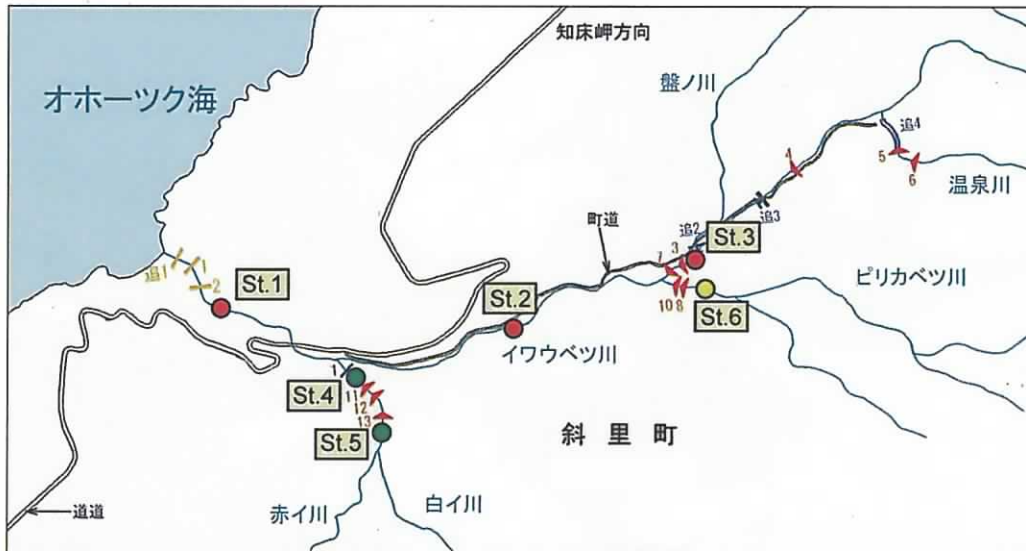 知床岬方向
オホーツク海
盤ノ川
追4
4
5
6
温泉川
追3
町道
追2
St.3
3
7
ピリカベツ川
10
8
St.6
追1
1
2
St.1
St.2
イワウベツ川
1
St.4
11
12
13
St.5
斜里町
道道
赤イ川
白イ川